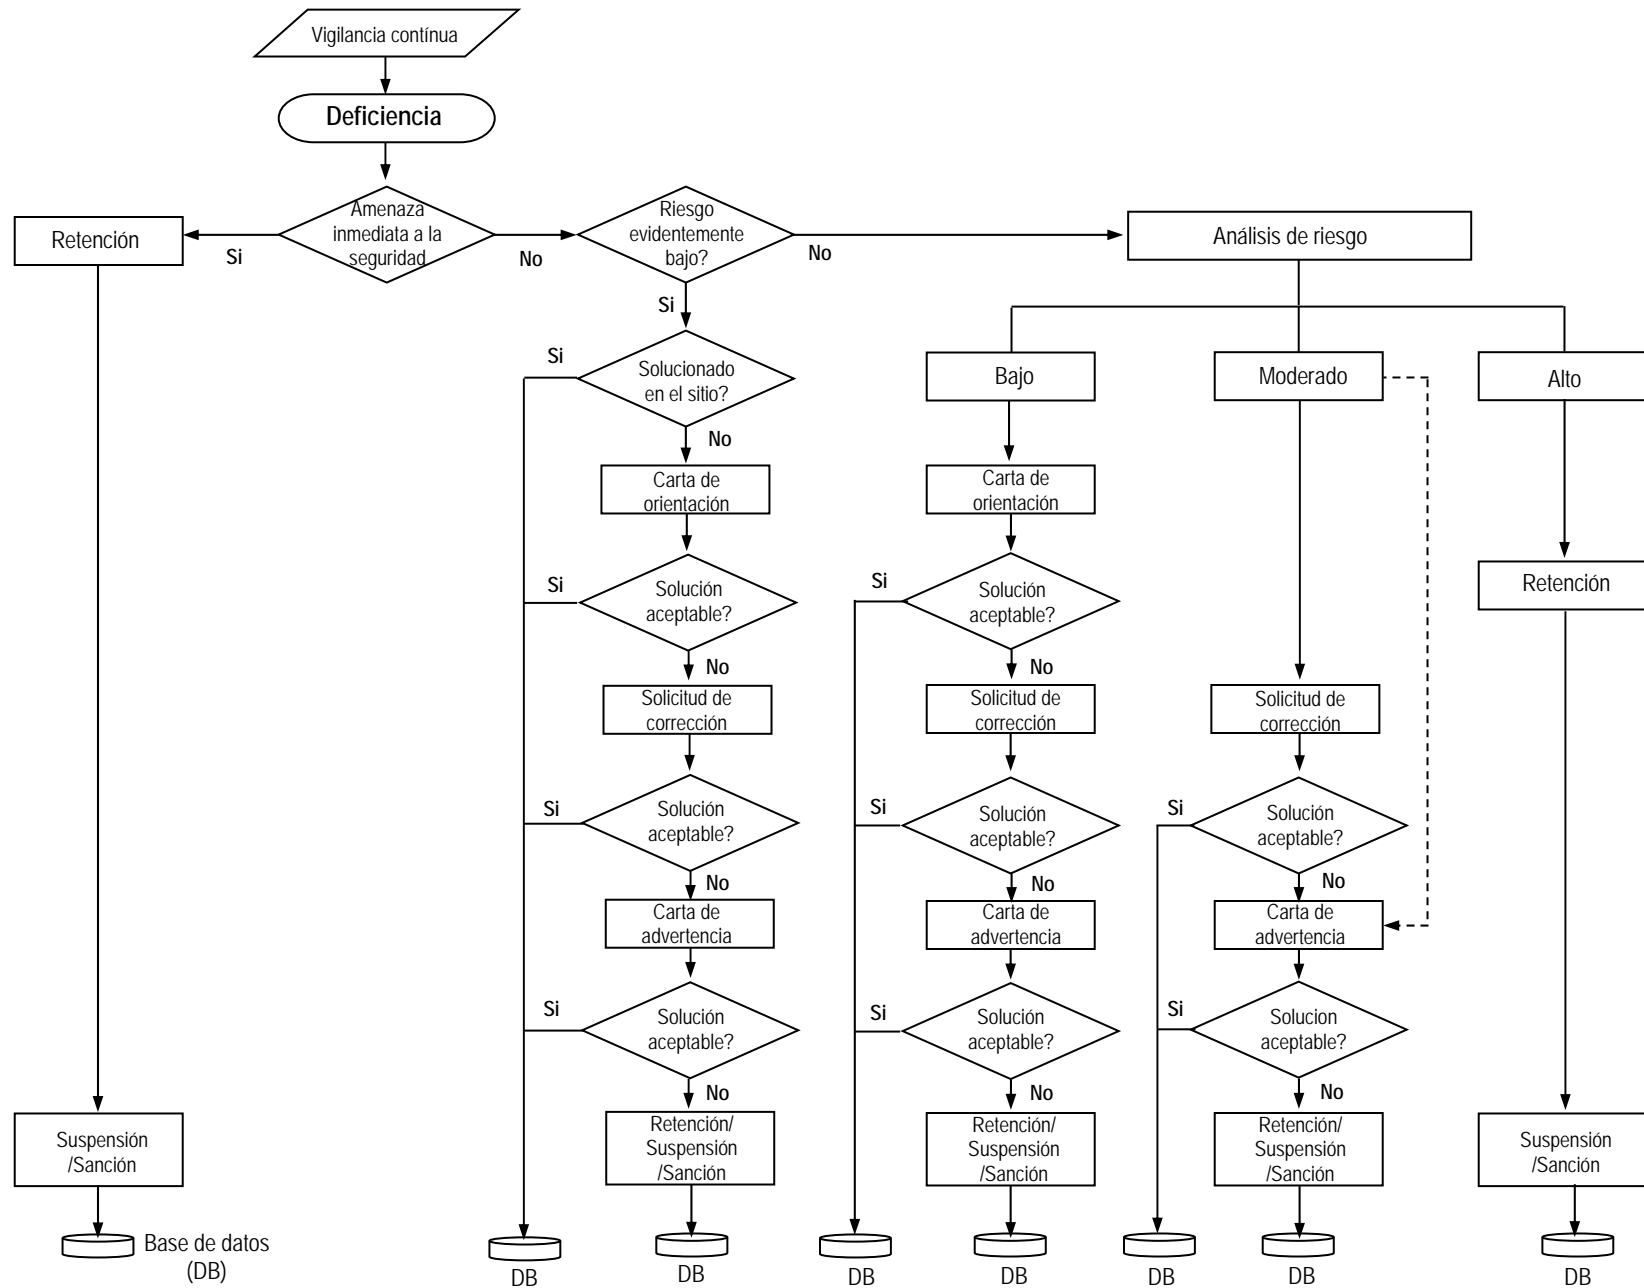 Vigilancia contínua
Deficiencia
Amenaza
inmediata a la
seguridad
Si
No
Retención
Riesgo
evidentemente
bajo?
No
Si
Análisis de riesgo
Si
Solucionado
en el sitio?
No
Bajo
Moderado
Alto
Carta de
orientación
Carta de
orientación
Si
Solución
aceptable?
No
Si
Solución
aceptable?
No
Retención
Solicitud de
corrección
Solicitud de
corrección
Solicitud de
corrección
Si
Solución
aceptable?
No
Si
Solución
aceptable?
No
Si
Solución
aceptable?
No
Carta de
advertencia
Carta de
advertencia
Carta de
advertencia
Si
Solución
aceptable?
No
Si
Solución
aceptable?
No
Si
Solucion
aceptable?
No
Suspensión
/Sanción
Retención/
Suspensión
/Sanción
Retención/
Suspensión
/Sanción
Retención/
Suspensión
/Sanción
Suspensión
/Sanción
Base de datos
(DB)
DB
DB
DB
DB
DB
DB
DB